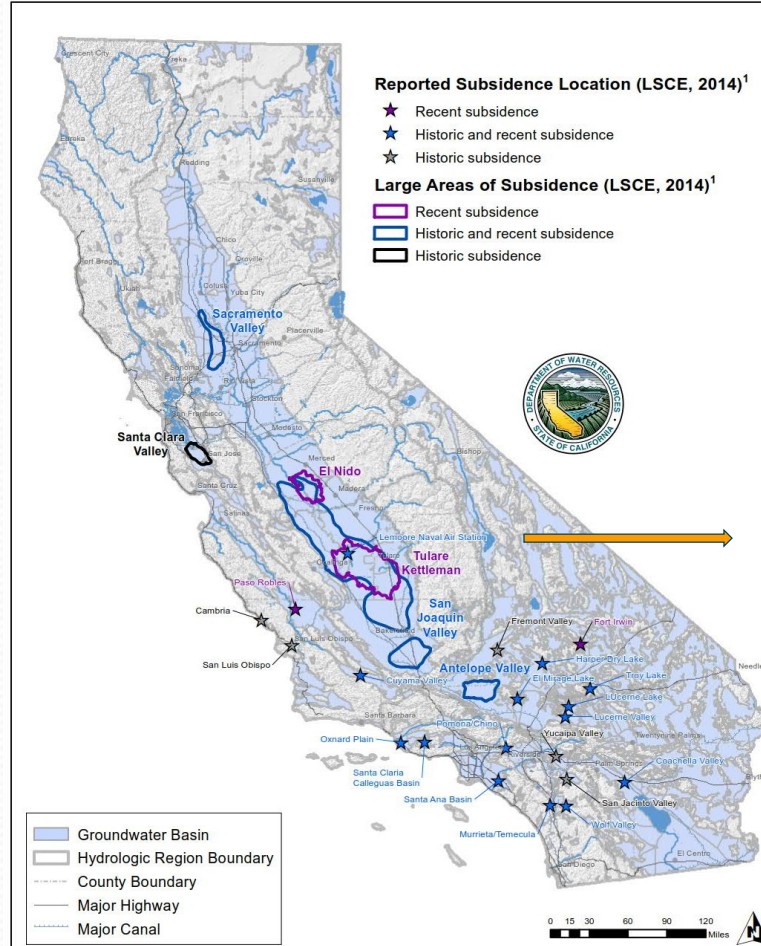 Crescent City
Yreka
Eureka
Redding
Susanville
Fort Bragg
Chico
Oroville
Ukiah
Colusa
Yuba City
Sacramento
Valley
Placerville
Sacramento
Sonoma
Fairfield
Rio Vista
Stockton
San Francisco
Modesto
Santa Clara
Valley
San Jose
Santa Cruz
Merced
El Nido
Madera
Bishop
Salinas
Fresno
Lemoore Naval Air Station
Coalinga
Tulare
Tulare
Kettleman
Paso Robles
Cambria
San
Joaquin
Valley
San Luis Obispo
San Luis Obispo
Bakersfield
Fremont Valley
Fort Irwin
Antelope Valley
Harper Dry Lake
Cuyama Valley
El Mirage Lake
Troy Lake
Needles
LUcerne Lake
Lucerne Valley
Santa Barbara
Pomona/Chino
Yucaipa Valley
Twentynine Palms
Oxnard Plain
Los Angeles
Riverside
Palm Springs
Coachella Valley
Santa Claria
Calleguas Basin
Santa Ana Basin
San Jacinto Valley
Murrieta/Temecula
Wolf Valley
San Diego
El Centro
Reported Subsidence Location (LSCE, 2014)1
Recent subsidence
Historic and recent subsidence
Historic subsidence
Large Areas of Subsidence (LSCE, 2014)1
Recent subsidence
Historic and recent subsidence
Historic subsidence
DEPARTMENT OF WATER RESOURCES
STATE OF CALIFORNIA
Groundwater Basin
Hydrologic Region Boundary
County Boundary
Major Highway
Major Canal
0 15 30 60 90 120
Miles
N